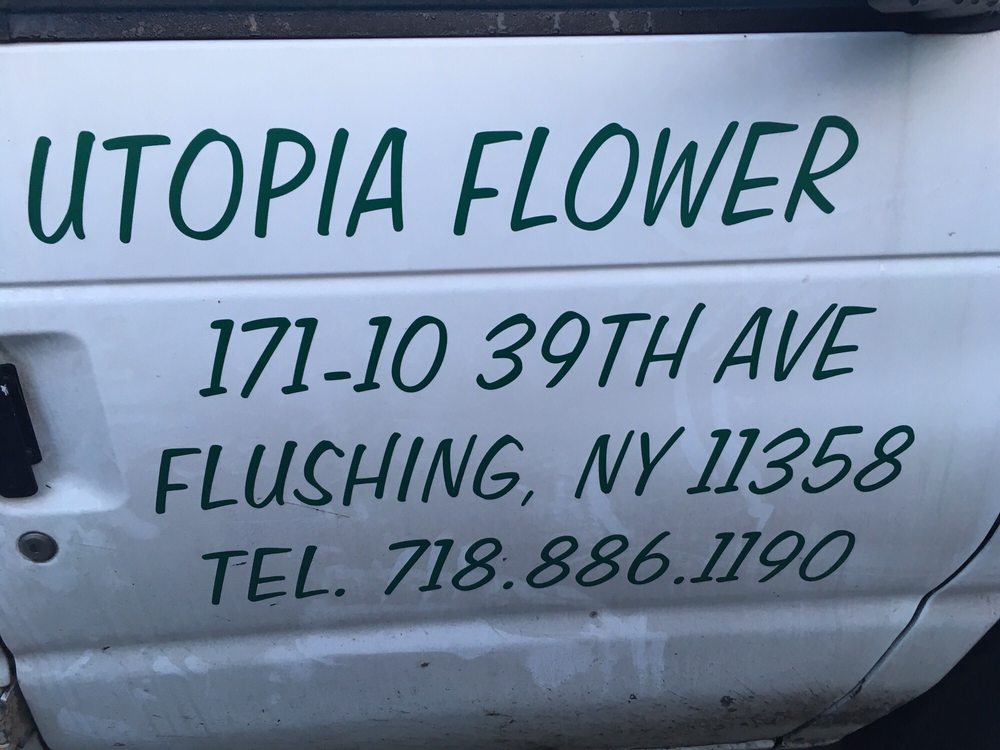 UTOPIA FLOWER
171-10 39TH AVE
FLUSHING, NY 11358
TEL. 718.886.1190